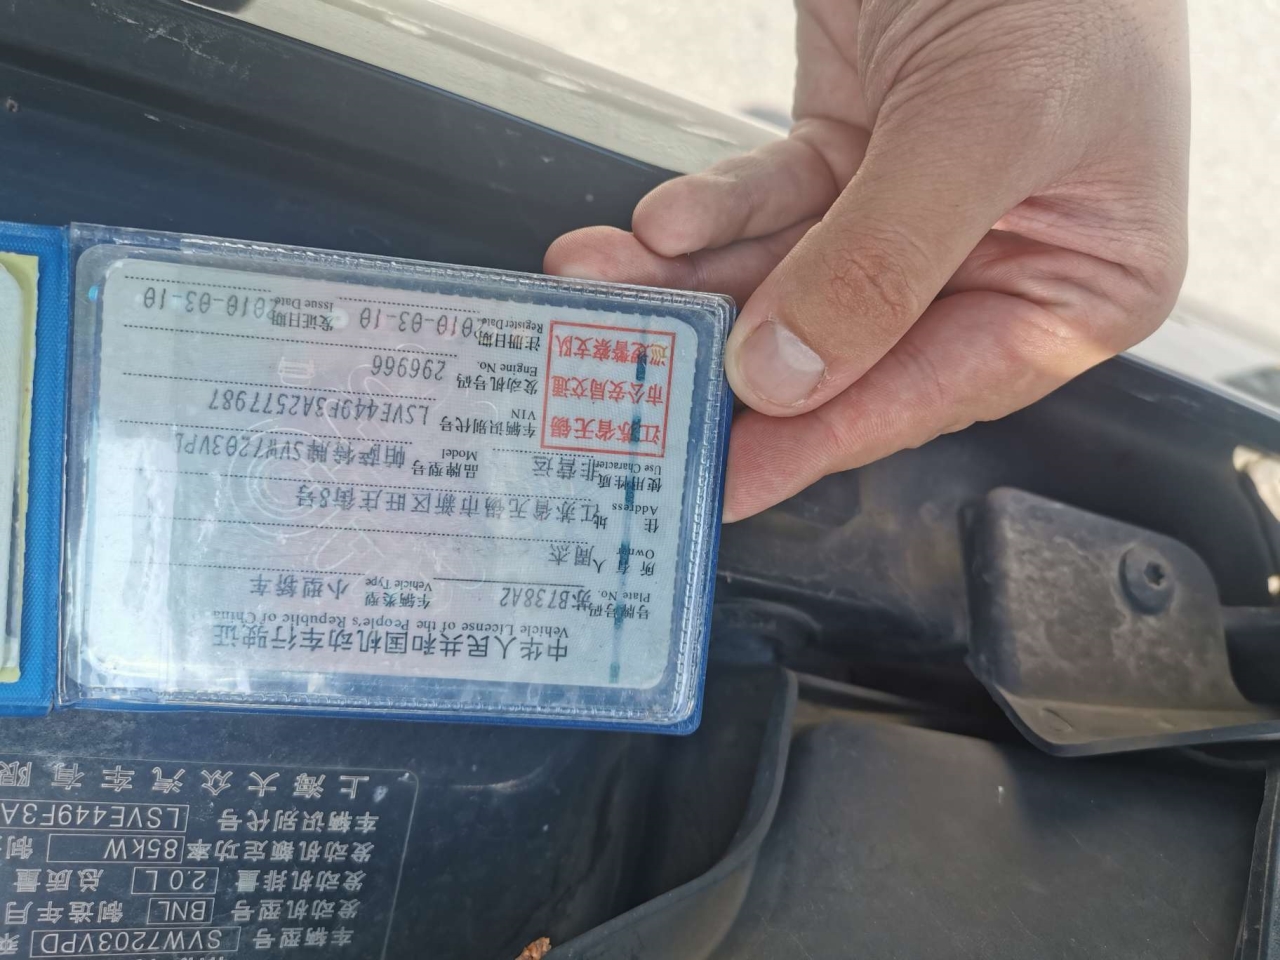 中华人民共和国机动车行驶证
Vehicle License of the People's Republic of China
号牌号码 苏B738A2 车辆类型 小型轿车
Plate No. Vehicle Type
所有人 周杰
Owner
住址 江苏省无锡市新区旺庄街8号
Address
使用性质 非营运 品牌型号 帕萨特牌SVW7203VPD
Use Character Model
江苏省无锡
市公安局交通
巡逻警察支队
车辆识别代号 LSVE449F3A2577987
VIN
发动机号码 296966
Engine No.
注册日期 2010-03-10 发证日期 2010-03-10
Register Date Issue Date
车辆型号 SVW7203VPD
发动机型号 BNL 制造年月
发动机排量 2.0 L 总质量
发动机额定功率 85kW 制
车辆识别代号 LSVE449F3A
上海大众汽车有限